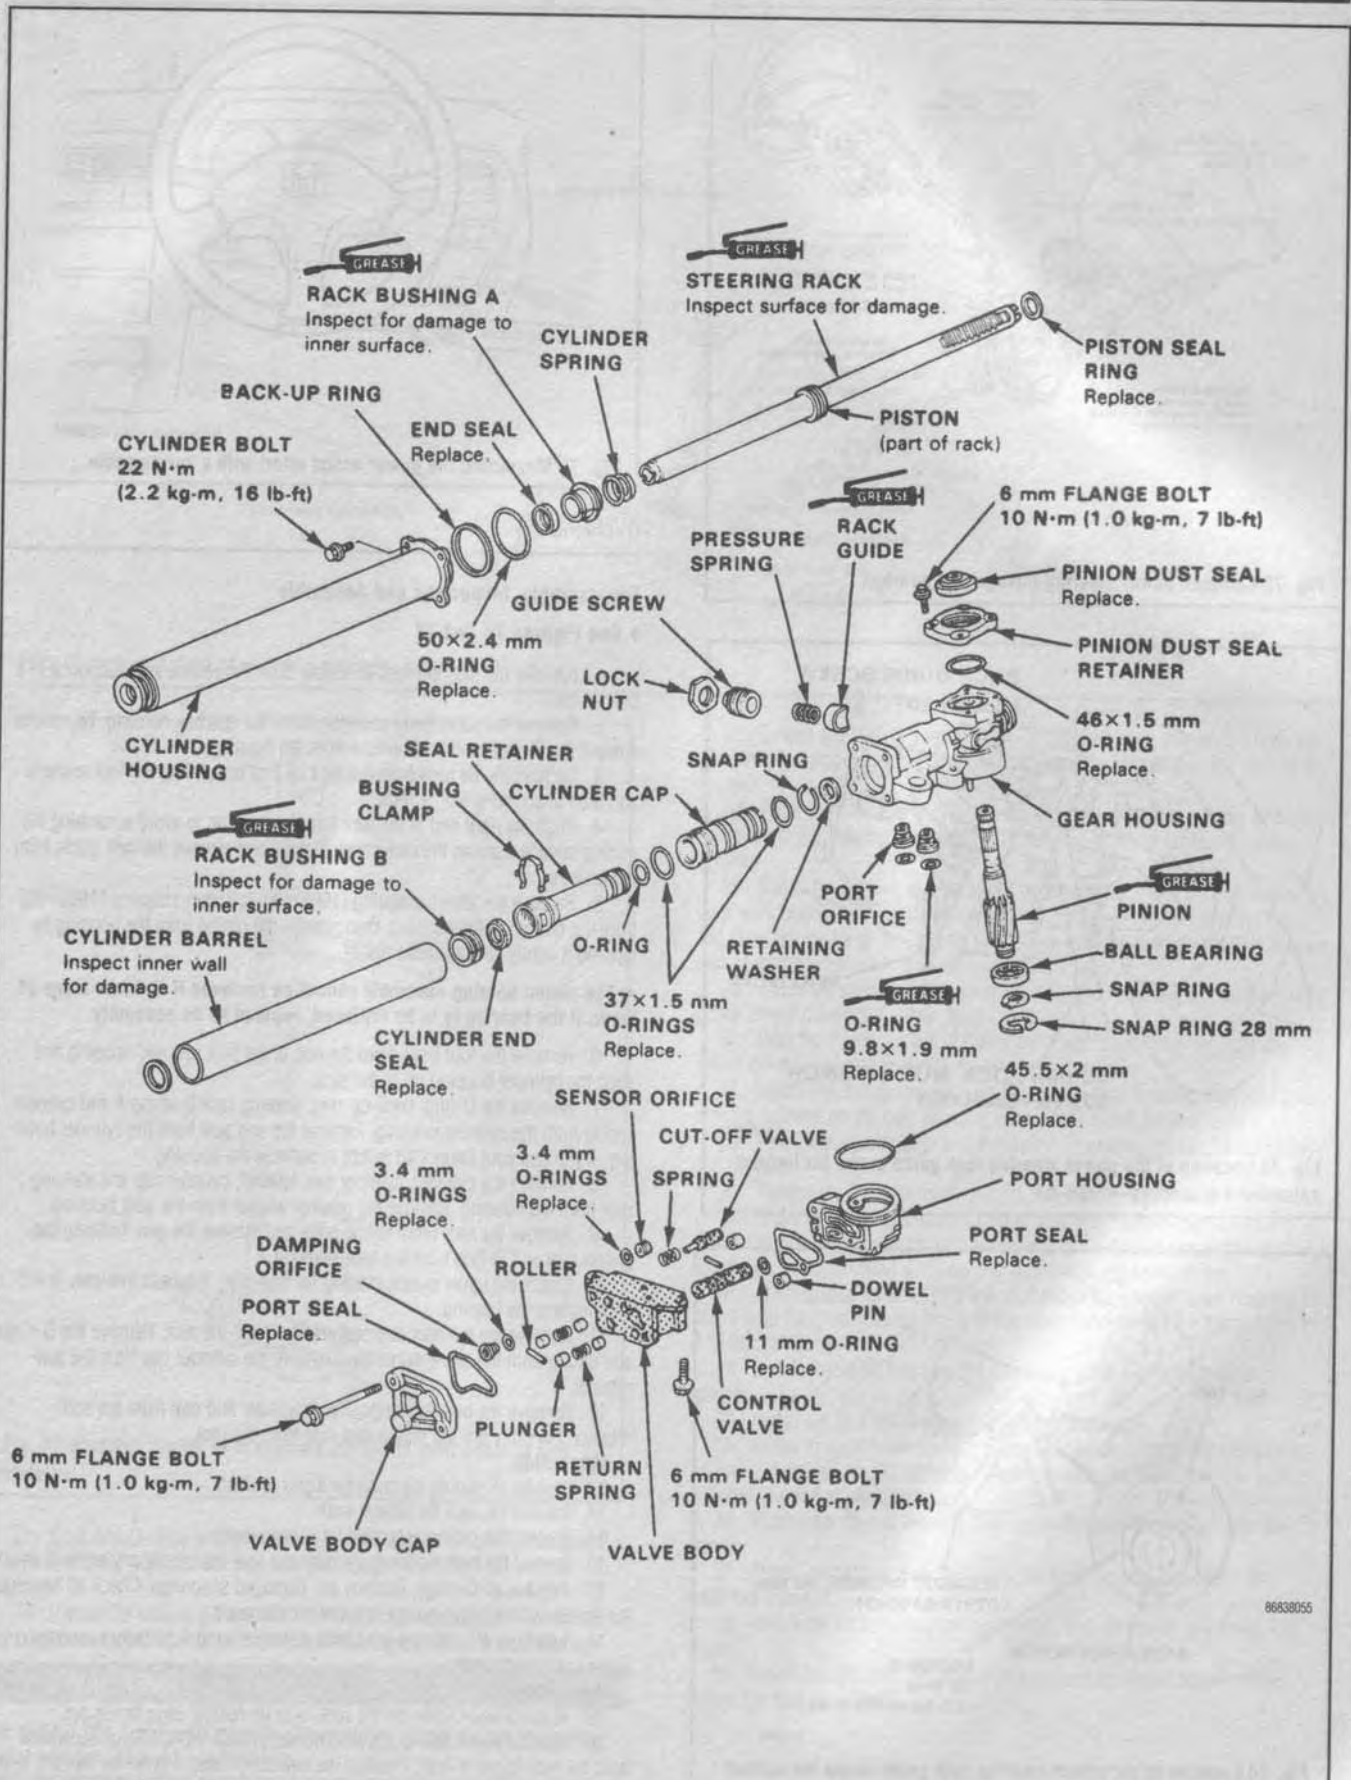 GREASE
RACK BUSHING A
Inspect for damage to
inner surface.
GREASE
STEERING RACK
Inspect surface for damage.
CYLINDER
SPRING
PISTON SEAL
RING
Replace.
BACK-UP RING
END SEAL
Replace.
PISTON
(part of rack)
CYLINDER BOLT
22 N·m
(2.2 kg-m, 16 lb-ft)
GREASE
RACK
GUIDE
6 mm FLANGE BOLT
10 N·m (1.0 kg-m, 7 lb-ft)
PRESSURE
SPRING
PINION DUST SEAL
Replace.
GUIDE SCREW
50×2.4 mm
O-RING
Replace.
PINION DUST SEAL
RETAINER
LOCK
NUT
46×1.5 mm
O-RING
Replace.
CYLINDER
HOUSING
SEAL RETAINER
SNAP RING
BUSHING
CLAMP
CYLINDER CAP
GEAR HOUSING
GREASE
RACK BUSHING B
Inspect for damage to
inner surface.
PORT
ORIFICE
GREASE
PINION
CYLINDER BARREL
Inspect inner wall
for damage.
O-RING
RETAINING
WASHER
BALL BEARING
SNAP RING
SNAP RING 28 mm
37×1.5 mm
O-RINGS
Replace.
GREASE
O-RING
9.8×1.9 mm
Replace.
CYLINDER END
SEAL
Replace.
45.5×2 mm
O-RING
Replace.
SENSOR ORIFICE
CUT-OFF VALVE
3.4 mm
O-RINGS
Replace.
3.4 mm
O-RINGS
Replace.
SPRING
PORT HOUSING
PORT SEAL
Replace.
DAMPING
ORIFICE
ROLLER
DOWEL
PIN
PORT SEAL
Replace.
11 mm O-RING
Replace.
CONTROL
VALVE
PLUNGER
6 mm FLANGE BOLT
10 N·m (1.0 kg-m, 7 lb-ft)
RETURN
SPRING
6 mm FLANGE BOLT
10 N·m (1.0 kg-m, 7 lb-ft)
VALVE BODY CAP
VALVE BODY
86838055